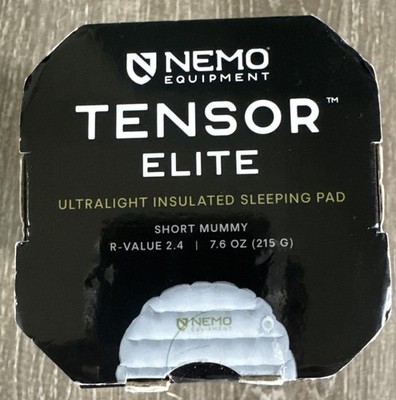 NEMO
EQUIPMENT
TENSOR™
ELITE
ULTRALIGHT INSULATED SLEEPING PAD
SHORT MUMMY
R-VALUE 2.4 | 7.6 OZ (215 G)
NEMO
EQUIPMENT